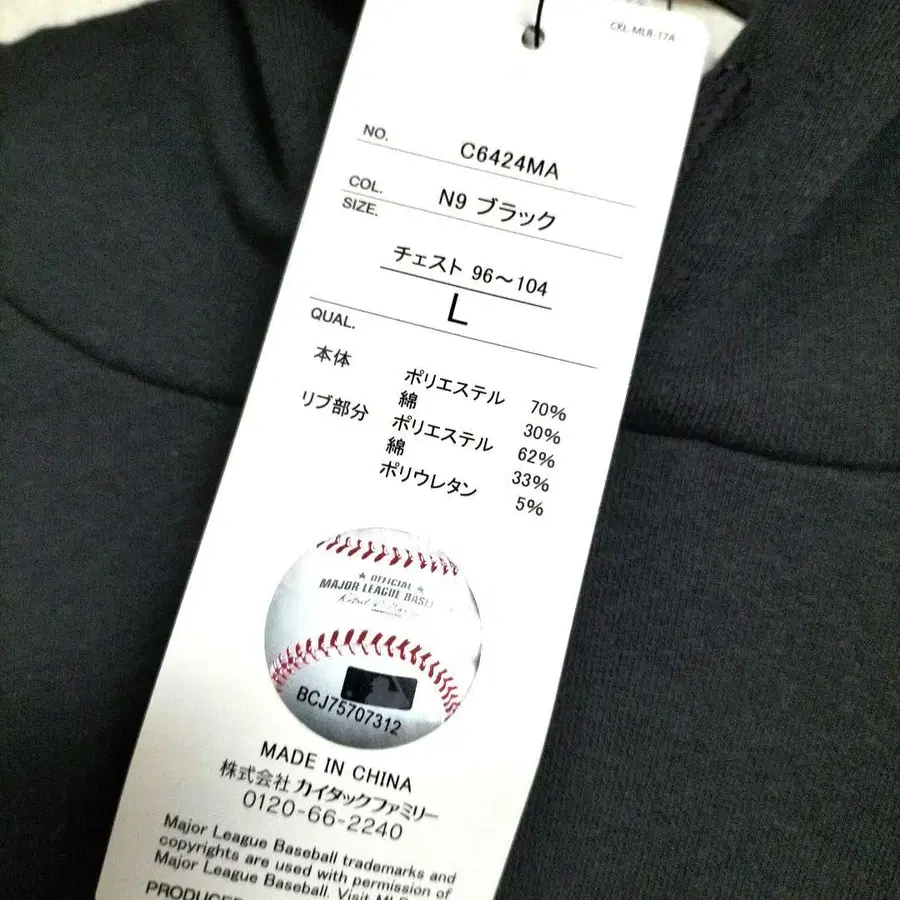 CRL-MLB-17A
NO. C6424MA
COL. N9 ブラック
SIZE.
チェスト 96～104
L
QUAL.
本体 ポリエステル 70%
綿 30%
リブ部分 ポリエステル 62%
綿 33%
ポリウレタン 5%
OFFICIAL
MAJOR LEAGUE BASE
BCJ75707312
MADE IN CHINA
株式会社 カイタックファミリー
0120-66-2240
Major League Baseball trademarks and
copyrights are used with permission of
Major League Baseball. Visit
PRODUCED